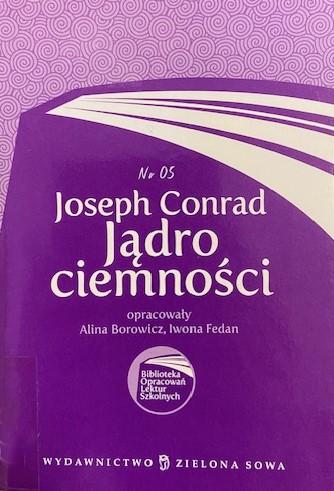 Nr 05
Joseph Conrad
Jądro
ciemności
opracowały
Alina Borowicz, Iwona Fedan
Biblioteka
Opracowań
Lektur
Szkolnych
WYDAWNICTWO ZIELONA SOWA